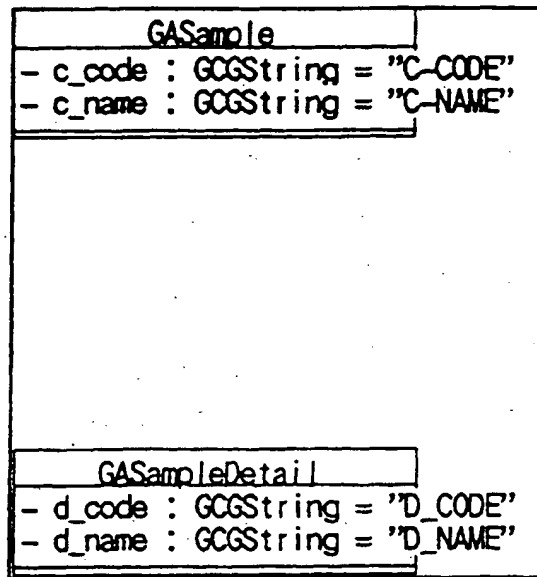 GASample
- c_code : GCGString = "C-CODE"
- c_name : GCGString = "C-NAME"
GASampleDetail
- d_code : GCGString = "D_CODE"
- d_name : GCGString = "D_NAME"